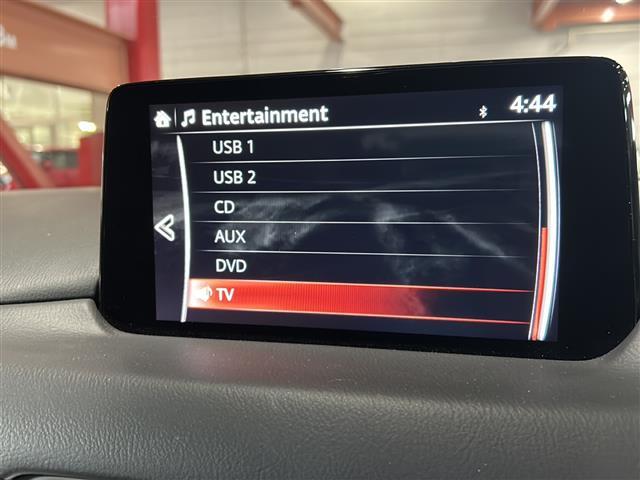 Entertainment
4:44
USB 1
USB 2
CD
AUX
DVD
TV